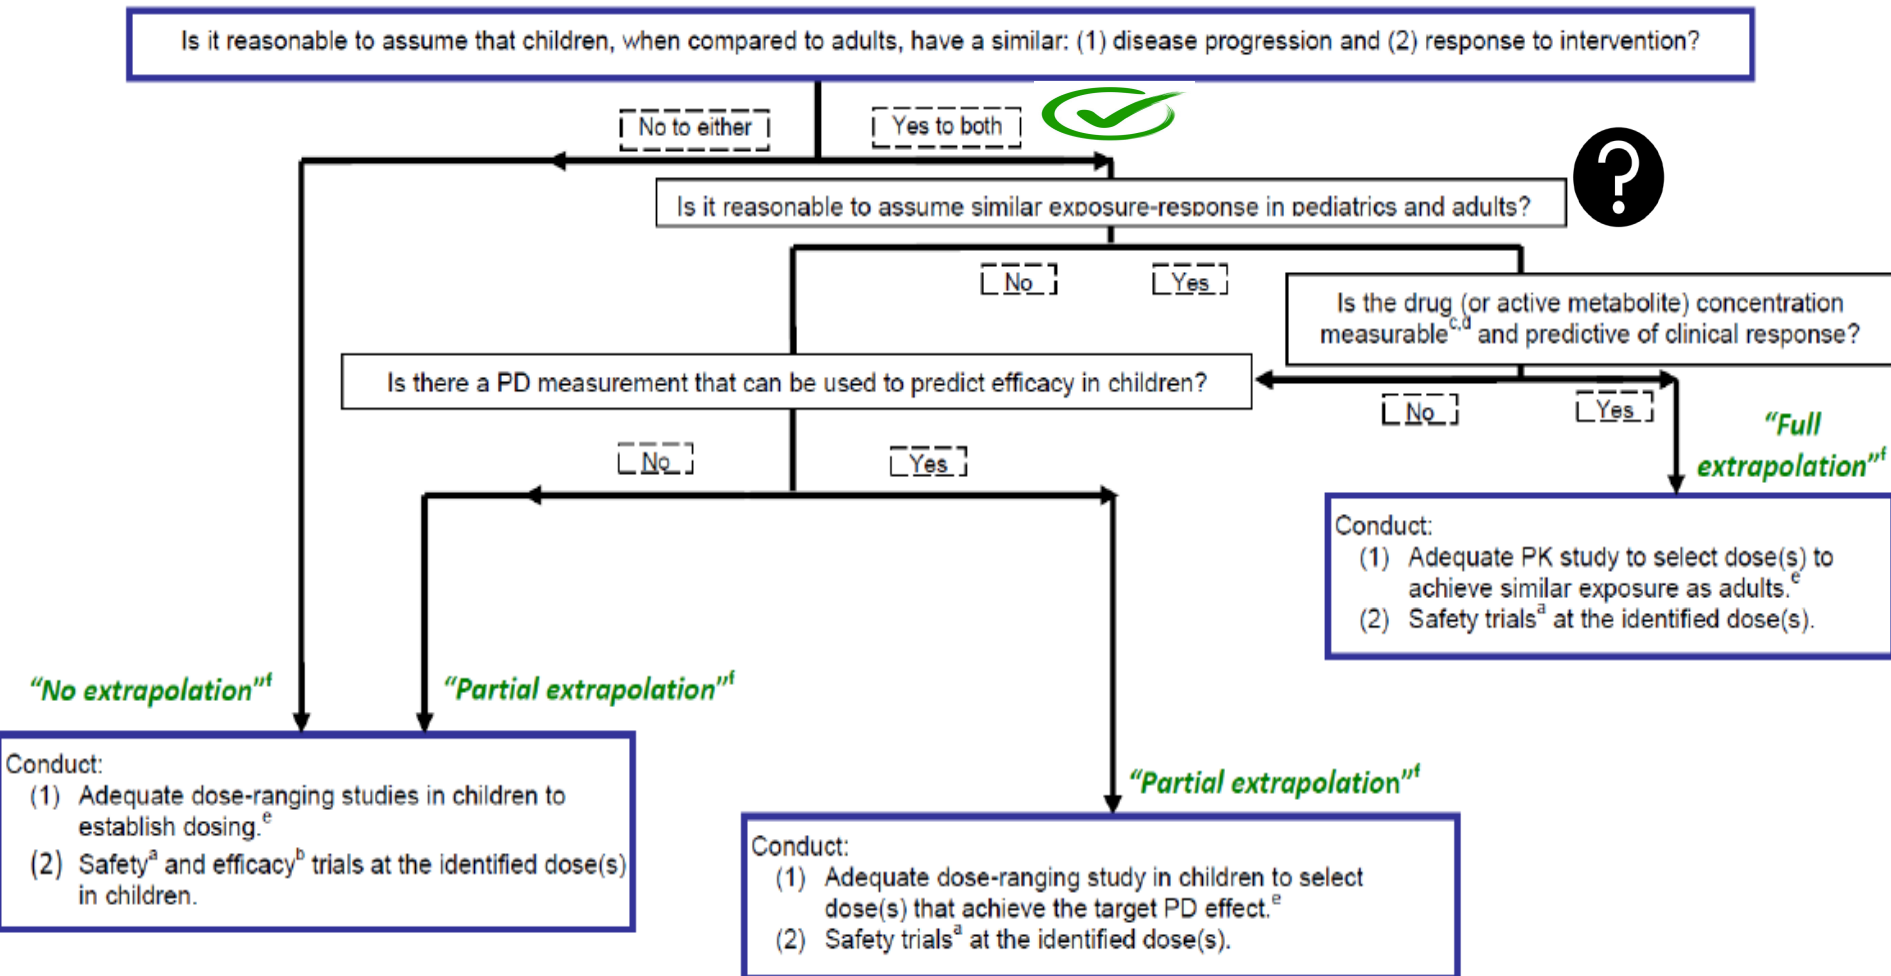 Is it reasonable to assume that children, when compared to adults, have a similar: (1) disease progression and (2) response to intervention?
No to either
Yes to both
?
Is it reasonable to assume similar exposure-response in pediatrics and adults?
No
Yes
Is the drug (or active metabolite) concentration
measurable^c,d and predictive of clinical response?
Is there a PD measurement that can be used to predict efficacy in children?
No
Yes
"Full
extrapolation"^f
No
Yes
Conduct:
(1) Adequate PK study to select dose(s) to
achieve similar exposure as adults.^e
(2) Safety trials^a at the identified dose(s).
"No extrapolation"^f
"Partial extrapolation"^f
Conduct:
(1) Adequate dose-ranging studies in children to
establish dosing.^e
(2) Safety^a and efficacy^b trials at the identified dose(s)
in children.
"Partial extrapolation"^f
Conduct:
(1) Adequate dose-ranging study in children to select
dose(s) that achieve the target PD effect.^e
(2) Safety trials^a at the identified dose(s).